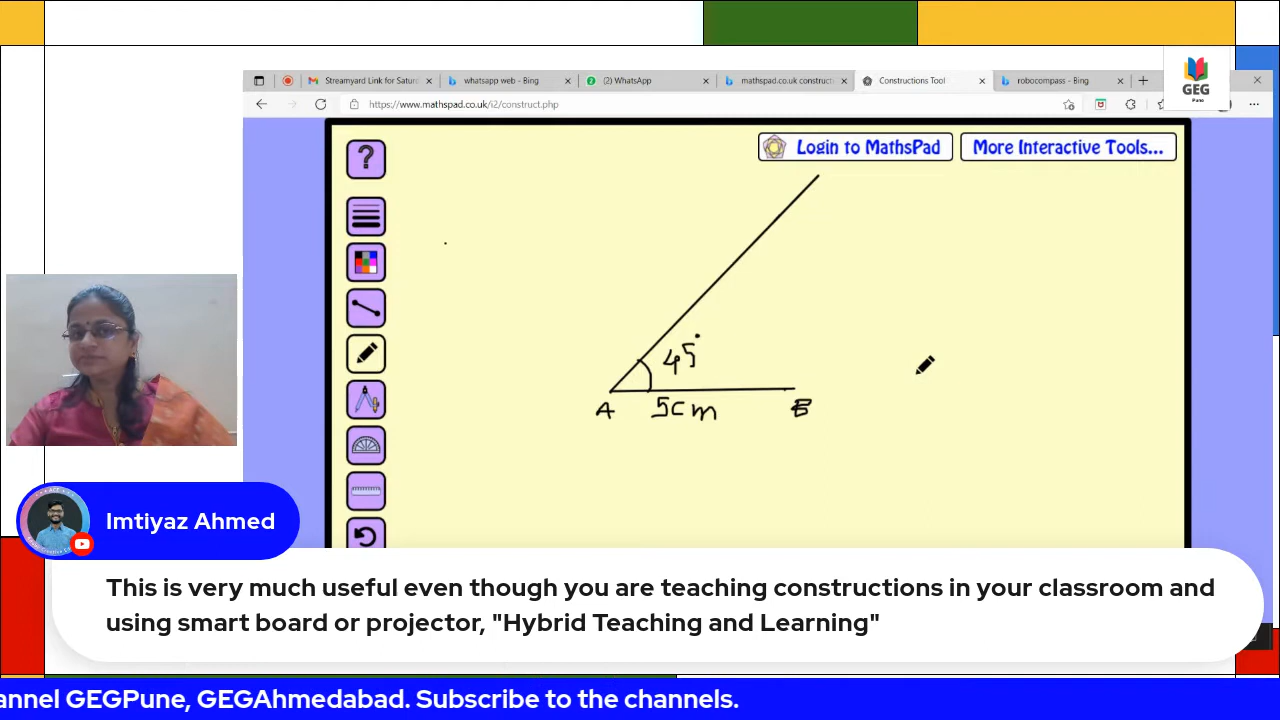 Streamyard Link for Satur
whatsapp web - Bing
(2) WhatsApp
mathspad.co.uk construct
Constructions Tool
robocompass - Bing
GEG
Pune
https://www.mathspad.co.uk/i2/construct.php
?
Login to MathsPad
More Interactive Tools...
45°
A
5cm
B
Imtiyaz Ahmed
This is very much useful even though you are teaching constructions in your classroom and
using smart board or projector, "Hybrid Teaching and Learning"
annel GEGPune, GEGAhmedabad. Subscribe to the channels.